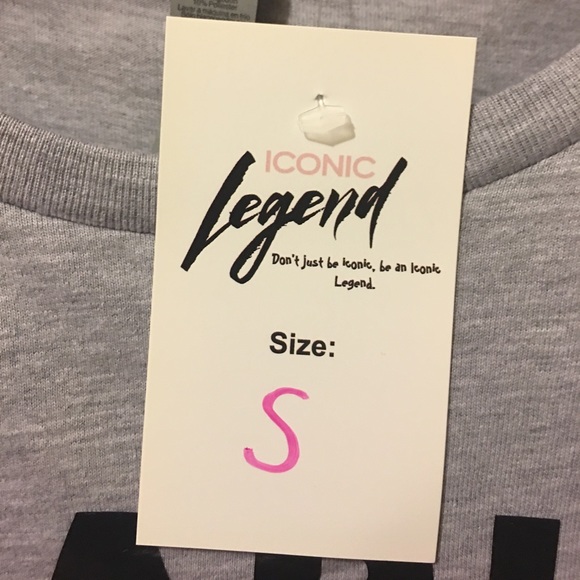 ICONIC
Legend
Don't just be iconic, be an Iconic
Legend.
Size:
S